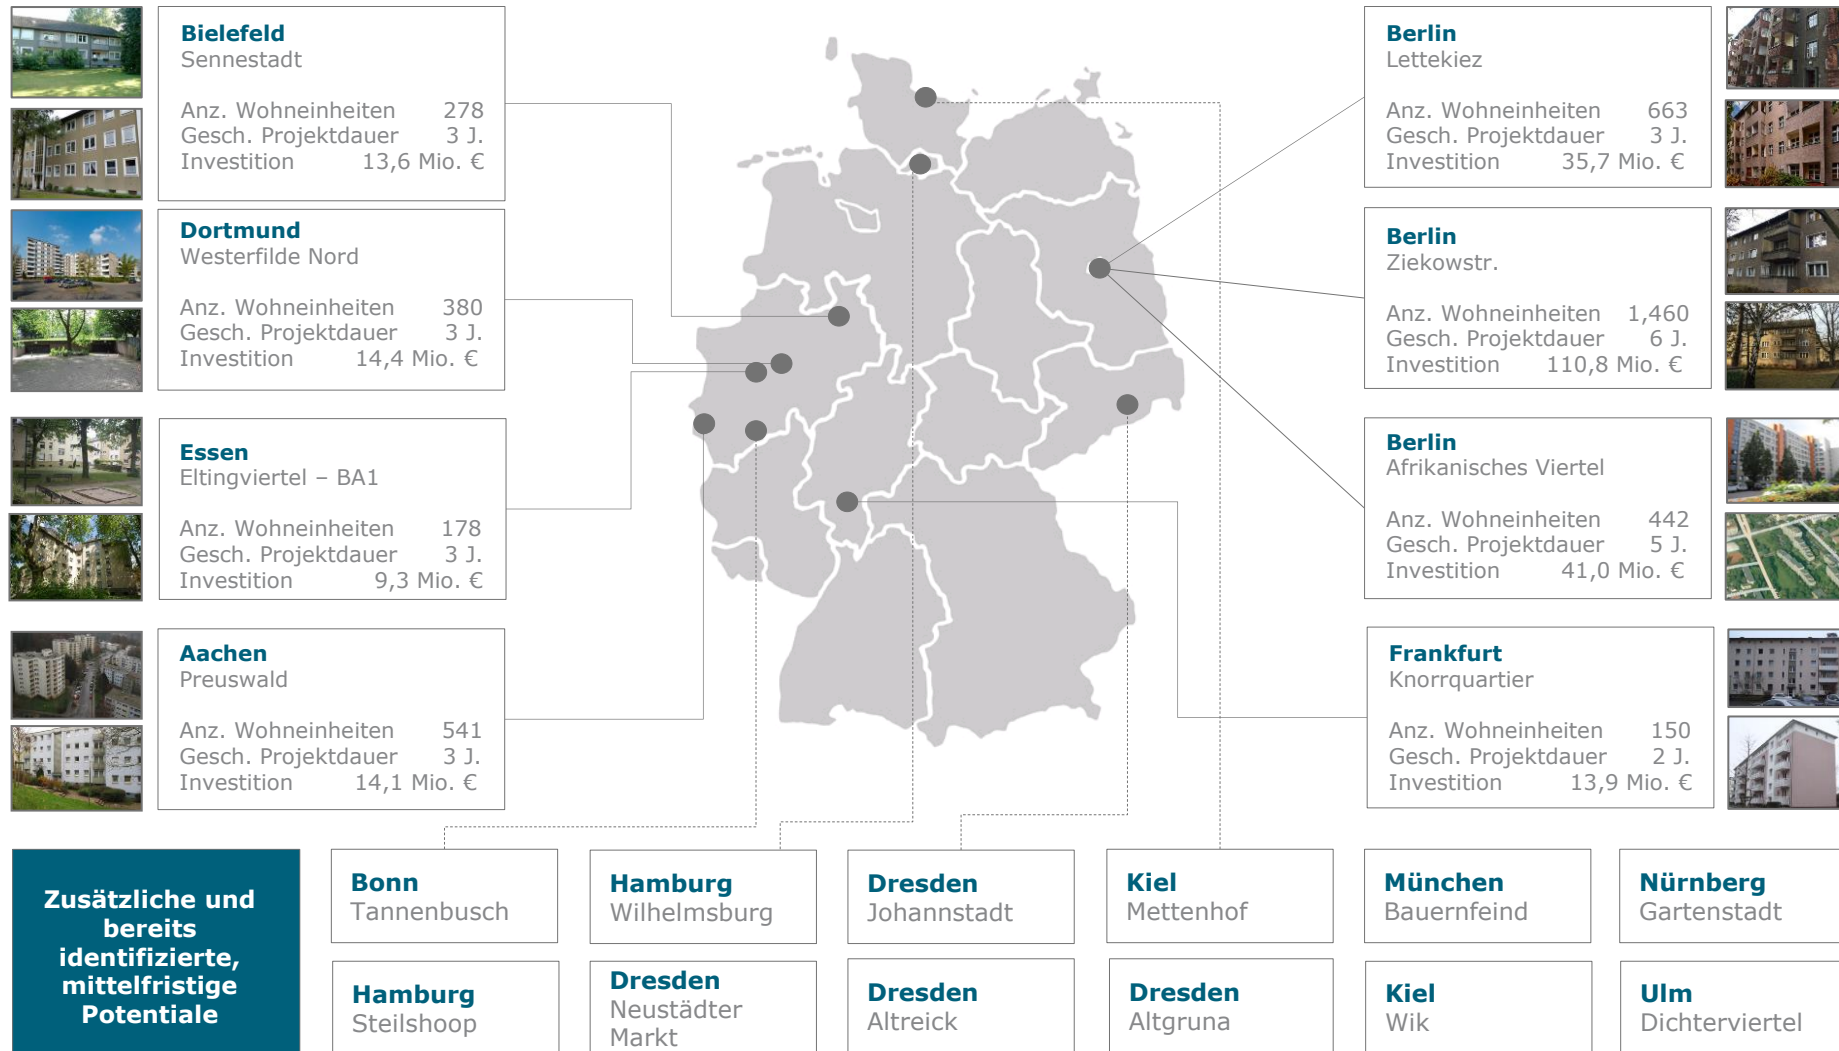 Bielefeld
Sennestadt
Anz. Wohneinheiten 278
Gesch. Projektdauer 3 J.
Investition 13,6 Mio. €
Dortmund
Westerfilde Nord
Anz. Wohneinheiten 380
Gesch. Projektdauer 3 J.
Investition 14,4 Mio. €
Essen
Eltingviertel – BA1
Anz. Wohneinheiten 178
Gesch. Projektdauer 3 J.
Investition 9,3 Mio. €
Aachen
Preuswald
Anz. Wohneinheiten 541
Gesch. Projektdauer 3 J.
Investition 14,1 Mio. €
Berlin
Lettekiez
Anz. Wohneinheiten 663
Gesch. Projektdauer 3 J.
Investition 35,7 Mio. €
Berlin
Ziekowstr.
Anz. Wohneinheiten 1,460
Gesch. Projektdauer 6 J.
Investition 110,8 Mio. €
Berlin
Afrikanisches Viertel
Anz. Wohneinheiten 442
Gesch. Projektdauer 5 J.
Investition 41,0 Mio. €
Frankfurt
Knorrquartier
Anz. Wohneinheiten 150
Gesch. Projektdauer 2 J.
Investition 13,9 Mio. €
Zusätzliche und
bereits
identifizierte,
mittelfristige
Potentiale
Bonn
Tannenbusch
Hamburg
Wilhelmsburg
Dresden
Johannstadt
Kiel
Mettenhof
München
Bauernfeind
Nürnberg
Gartenstadt
Hamburg
Steilshoop
Dresden
Neustädter
Markt
Dresden
Altreick
Dresden
Altgruna
Kiel
Wik
Ulm
Dichterviertel